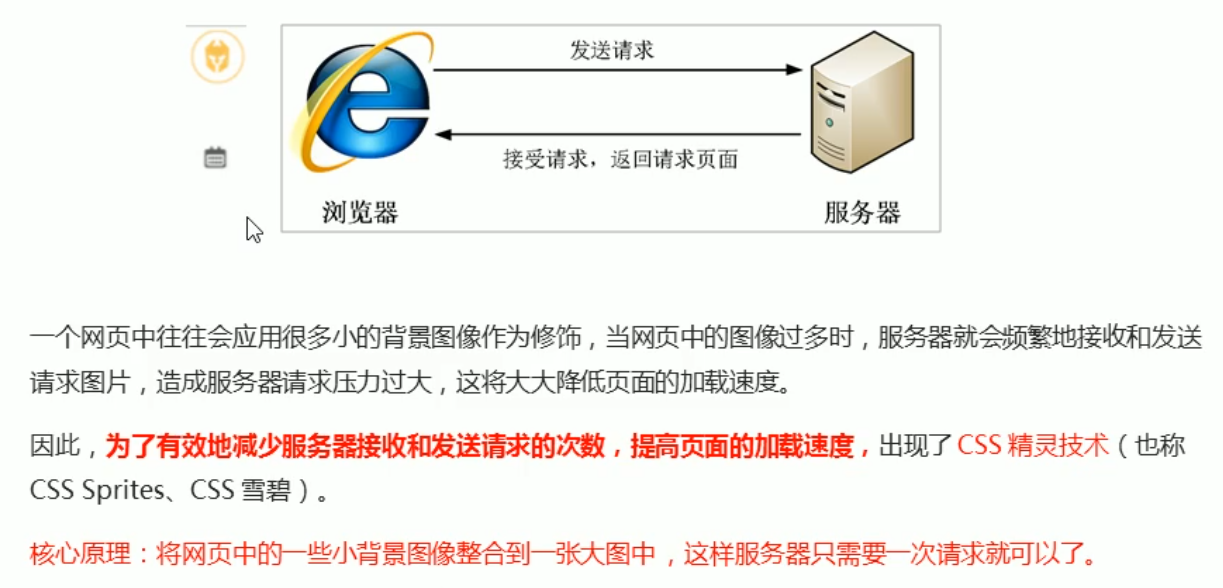 发送请求
接受请求，返回请求页面
浏览器
服务器
一个网页中往往会应用很多小的背景图像作为修饰，当网页中的图像过多时，服务器就会频繁地接收和发送
请求图片，造成服务器请求压力过大，这将大大降低页面的加载速度。
因此，为了有效地减少服务器接收和发送请求的次数，提高页面的加载速度，出现了 CSS 精灵技术（也称
CSS Sprites、CSS 雪碧）。
核心原理：将网页中的一些小背景图像整合到一张大图中 ，这样服务器只需要一次请求就可以了。